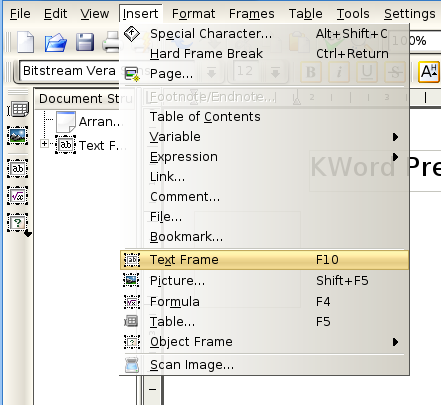 File Edit View Insert Format Frames Table Tools Settings
Special Character... Alt+Shift+C
100%
Hard Frame Break Ctrl+Return
Bitstream Vera
Page...
12
B I U A
Document Stru
Footnote/Endnote...
Arran...
Table of Contents
Text F...
Variable
Expression
KWord Pre
Link...
Comment...
File...
Bookmark...
Text Frame F10
Picture... Shift+F5
Formula F4
Table... F5
Object Frame
Scan Image...